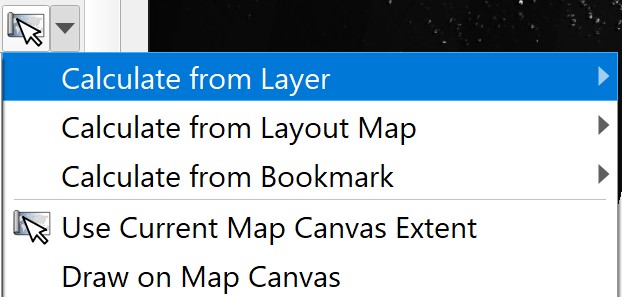 Calculate from Layer
Calculate from Layout Map
Calculate from Bookmark
Use Current Map Canvas Extent
Draw on Map Canvas